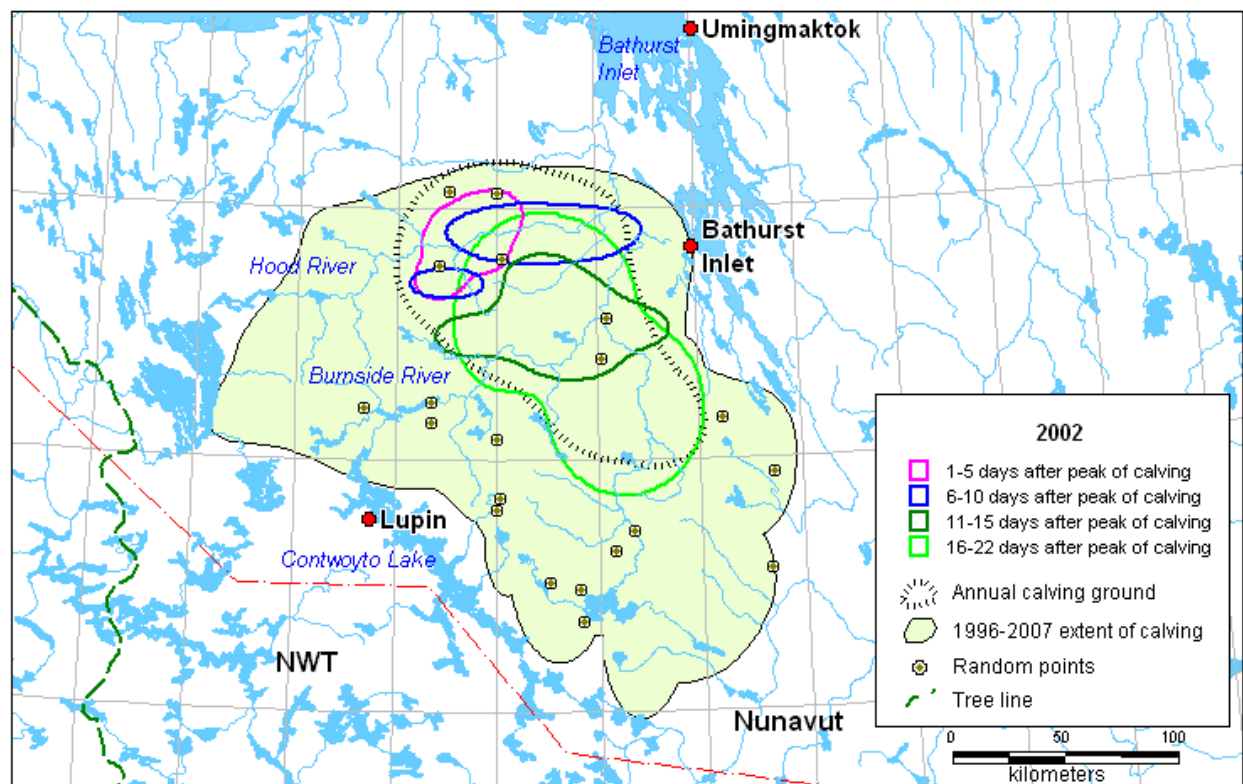 Umingmaktok
Bathurst
Inlet
Bathurst
Inlet
Hood River
Burnside River
Lupin
Contwoyto Lake
NWT
Nunavut
2002
1-5 days after peak of calving
6-10 days after peak of calving
11-15 days after peak of calving
16-22 days after peak of calving
Annual calving ground
1996-2007 extent of calving
Random points
Tree line
0 50 100
kilometers